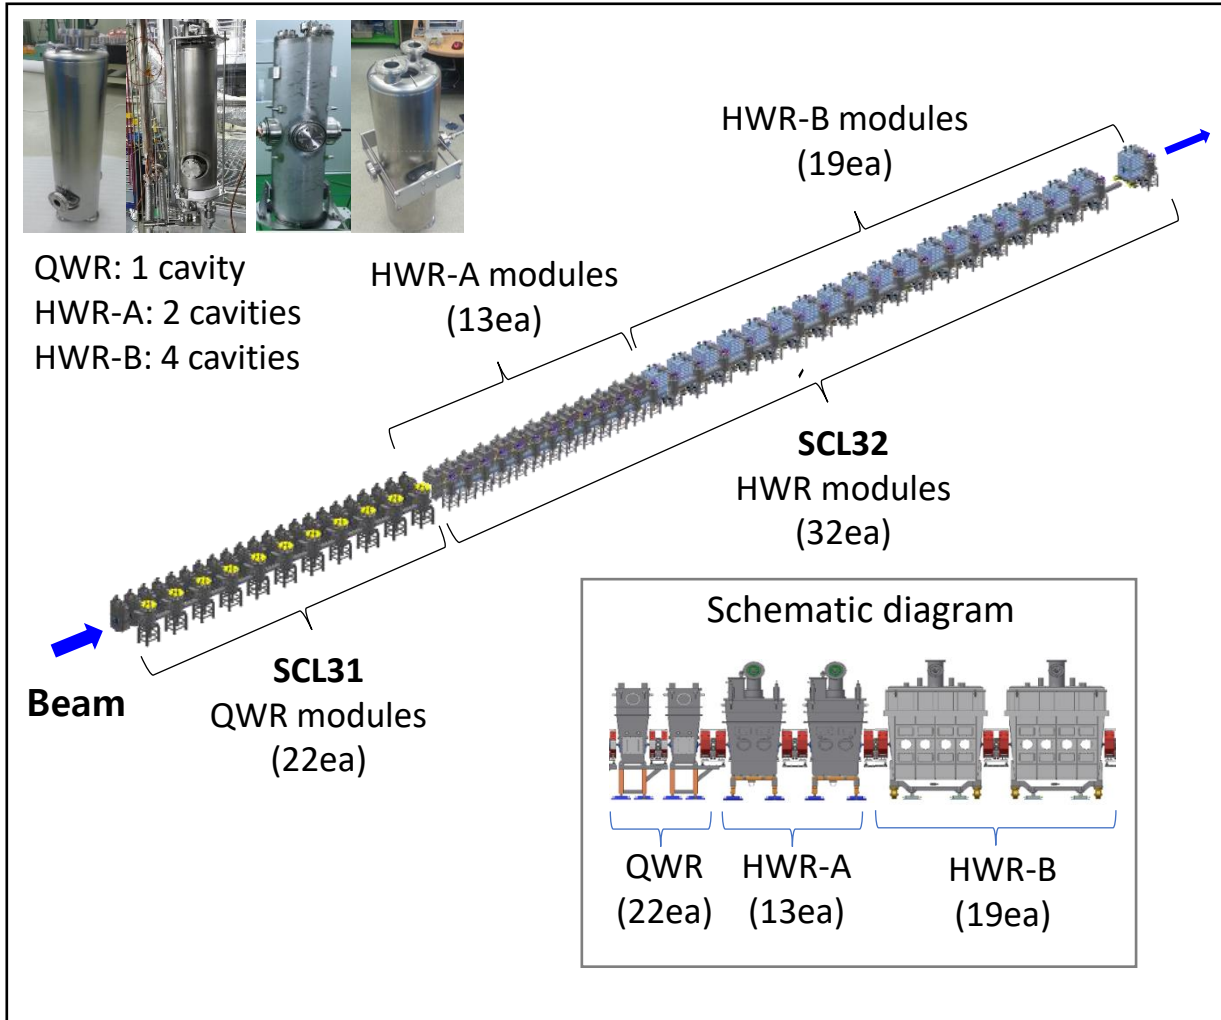 HWR-B modules
(19ea)
QWR: 1 cavity
HWR-A: 2 cavities
HWR-B: 4 cavities
HWR-A modules
(13ea)
SCL32
HWR modules
(32ea)
Beam
SCL31
QWR modules
(22ea)
Schematic diagram
QWR
(22ea)
HWR-A
(13ea)
HWR-B
(19ea)